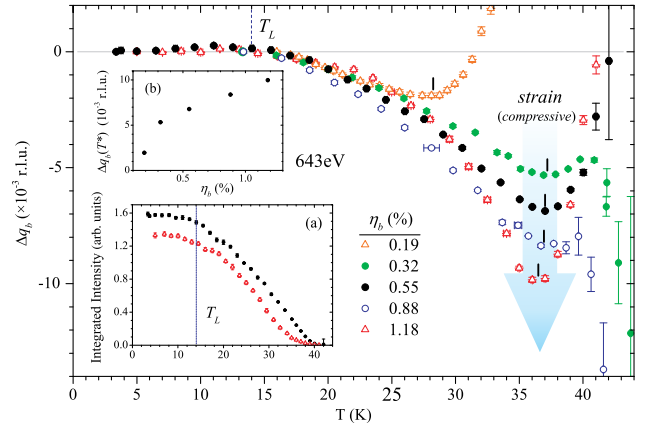 0
-5
-10
Δq_b (×10⁻³ r.l.u.)
T_L
(b)
10
5
0
Δq_b(T*) (10⁻³ r.l.u.)
0.2 0.4 0.6 0.8 1.0 1.2
η_b (%)
643eV
strain
(compressive)
(a)
1.6
1.2
0.8
0.4
0.0
Integrated Intensity (arb. units)
T_L
0 10 20 30 40
η_b (%)
0.19
0.32
0.55
0.88
1.18
0 5 10 15 20 25 30 35 40
T (K)